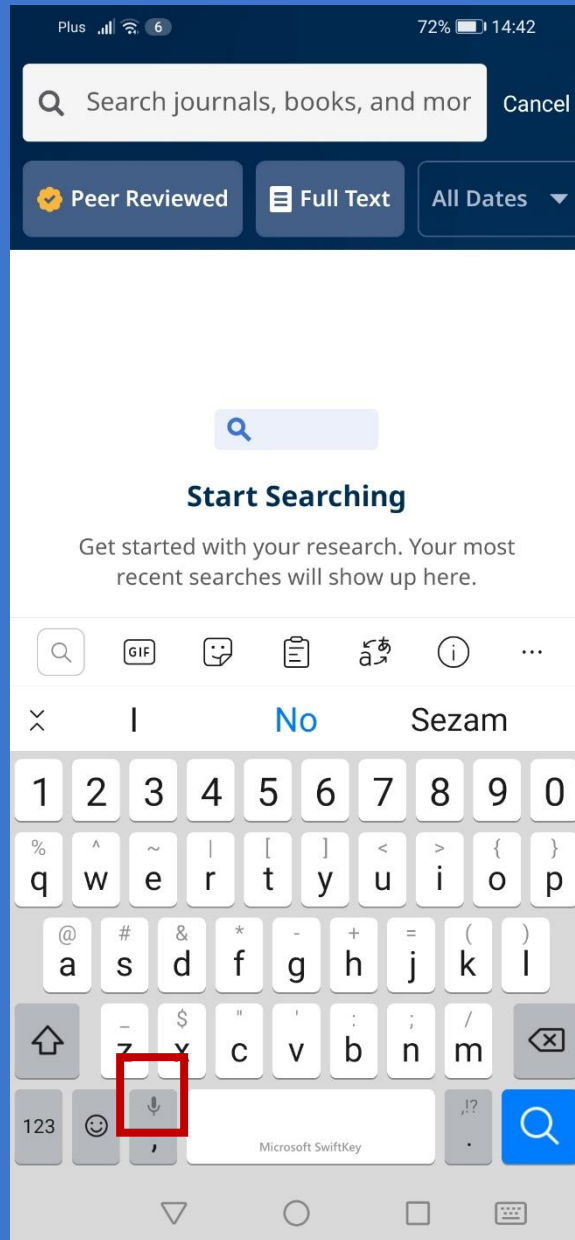 Plus 6 72% 14:42
Search journals, books, and mor Cancel
Peer Reviewed Full Text All Dates
Start Searching
Get started with your research. Your most
recent searches will show up here.
GIF あ a
I No Sezam
1 2 3 4 5 6 7 8 9 0
% ^ ~ | [ ] < > { }
q w e r t y u i o p
@ # & * - + = ( )
a s d f g h j k l
_ $ " ' : ; /
z x c v b n m
123 , Microsoft SwiftKey ,!? .